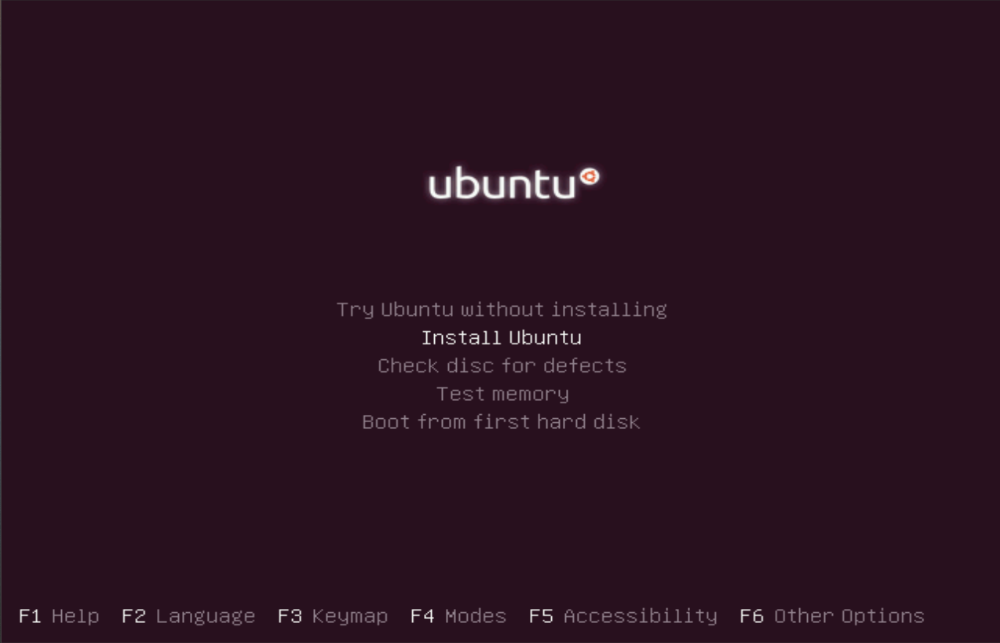 ubuntu
Try Ubuntu without installing
Install Ubuntu
Check disc for defects
Test memory
Boot from first hard disk
F1 Help F2 Language F3 Keymap F4 Modes F5 Accessibility F6 Other Options